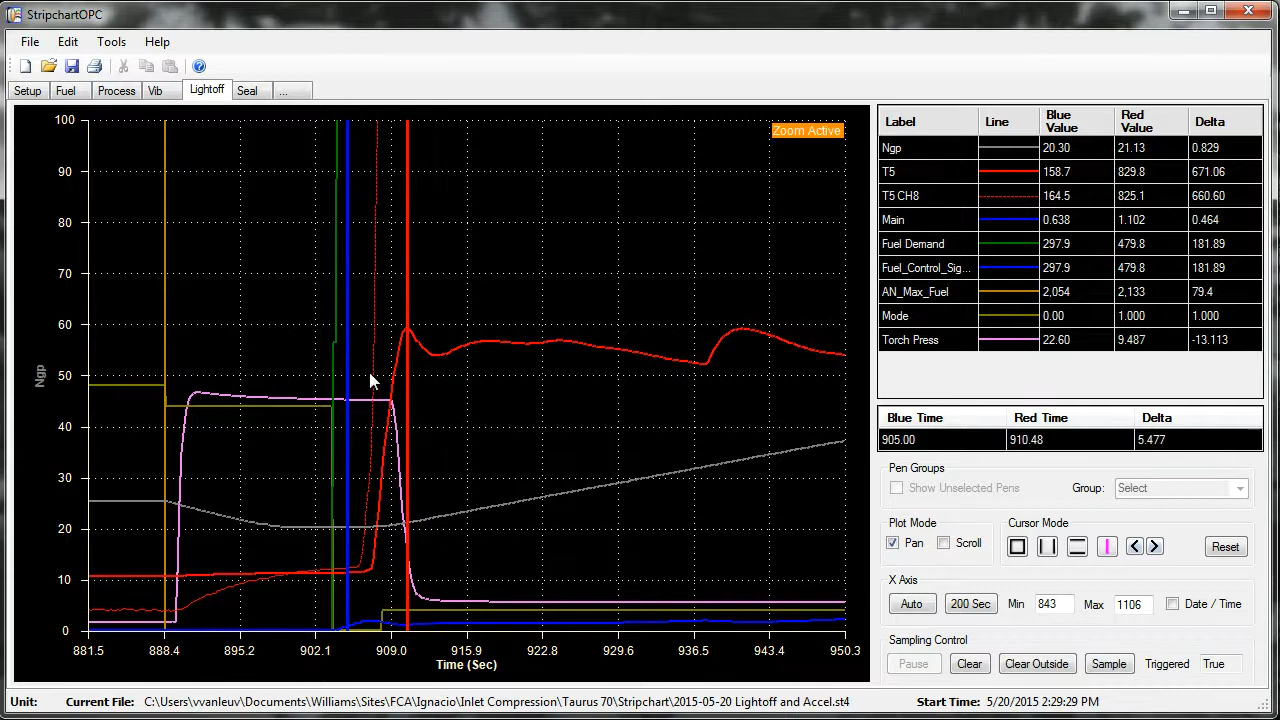 StripchartOPC
File Edit Tools Help
Setup Fuel Process Vib Lightoff Seal ...
Zoom Active
100
90
80
70
60
50
40
30
20
10
0
Ngp
881.5 888.4 895.2 902.1 909.0 915.9 922.8 929.6 936.5 943.4 950.3
Time (Sec)
Label Line Blue Value Red Value Delta
Ngp 20.30 21.13 0.829
T5 158.7 829.8 671.06
T5 CH8 164.5 825.1 660.60
Main 0.638 1.102 0.464
Fuel Demand 297.9 479.8 181.89
Fuel_Control_Sig... 297.9 479.8 181.89
AN_Max_Fuel 2,054 2,133 79.4
Mode 0.00 1.000 1.000
Torch Press 22.60 9.487 -13.113
Blue Time Red Time Delta
905.00 910.48 5.477
Pen Groups
Show Unselected Pens Group: Select
Plot Mode Cursor Mode
Pan Scroll Reset
X Axis
Auto 200 Sec Min 843 Max 1106 Date / Time
Sampling Control
Pause Clear Clear Outside Sample Triggered True
Unit: Current File: C:\Users\vvanleuv\Documents\Williams\Sites\FCA\Ignacio\Inlet Compression\Taurus 70\Stripchart\2015-05-20 Lightoff and Accel.st4 Start Time: 5/20/2015 2:29:29 PM